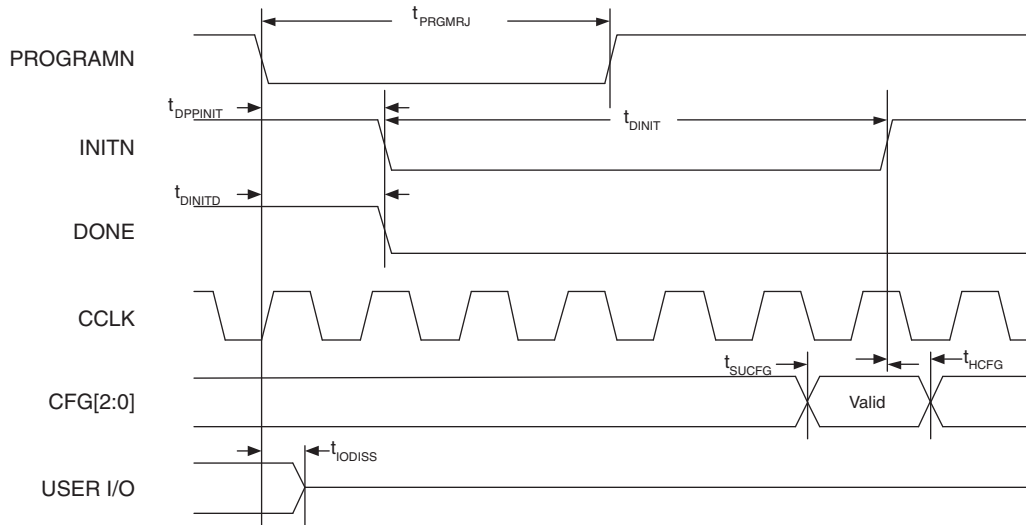 tPRGMRJ
PROGRAMN
tDPPINIT
tDINIT
INITN
tDINITD
DONE
CCLK
tSUCFG
tHCFG
CFG[2:0]
Valid
tIODISS
USER I/O